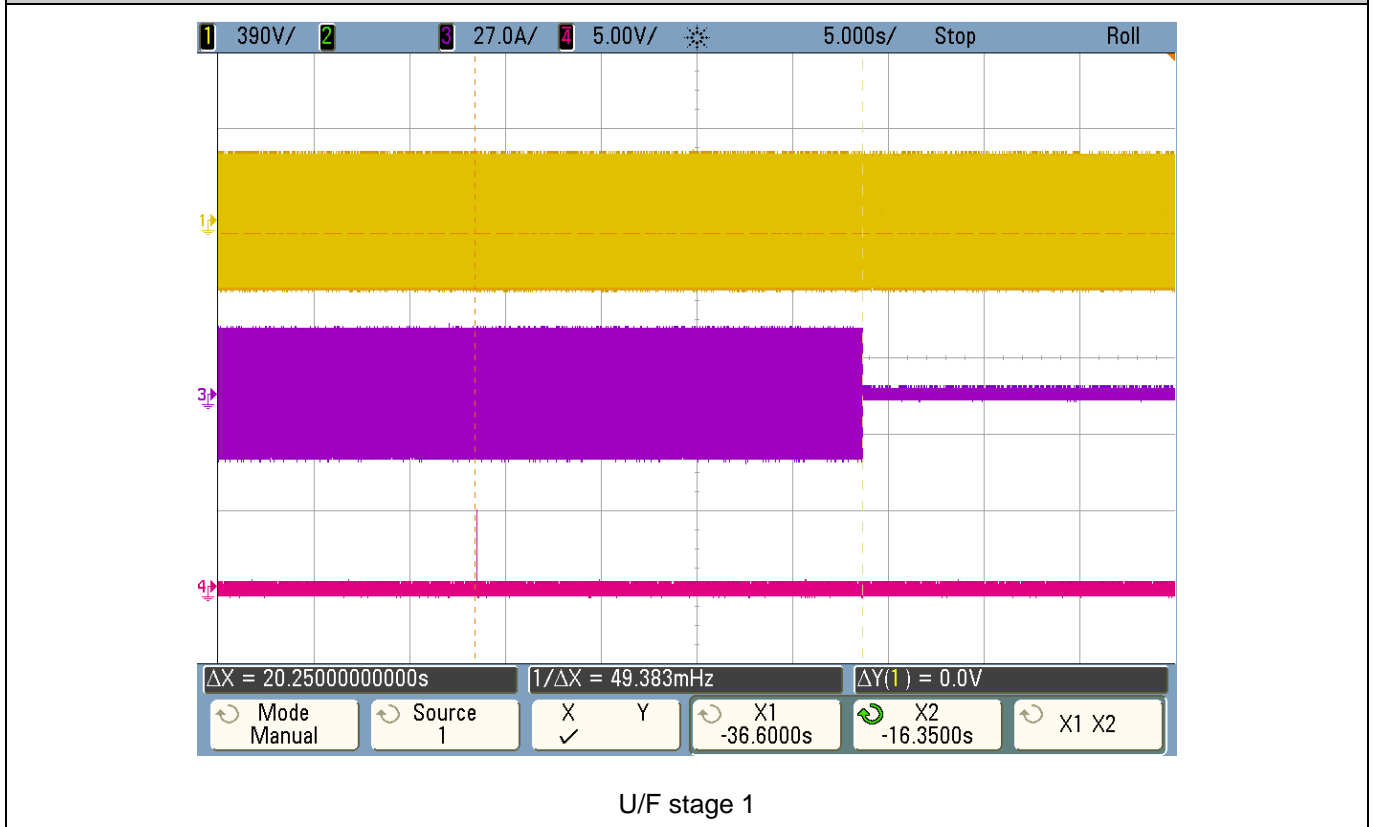 1 390V/ 2 3 27.0A/ 4 5.00V/ 5.000s/ Stop Roll
1
3
4
ΔX = 20.25000000000s 1/ΔX = 49.383mHz ΔY(1) = 0.0V
Mode Source X Y X1 X2 X1 X2
Manual 1 ✓ -36.6000s -16.3500s
U/F stage 1